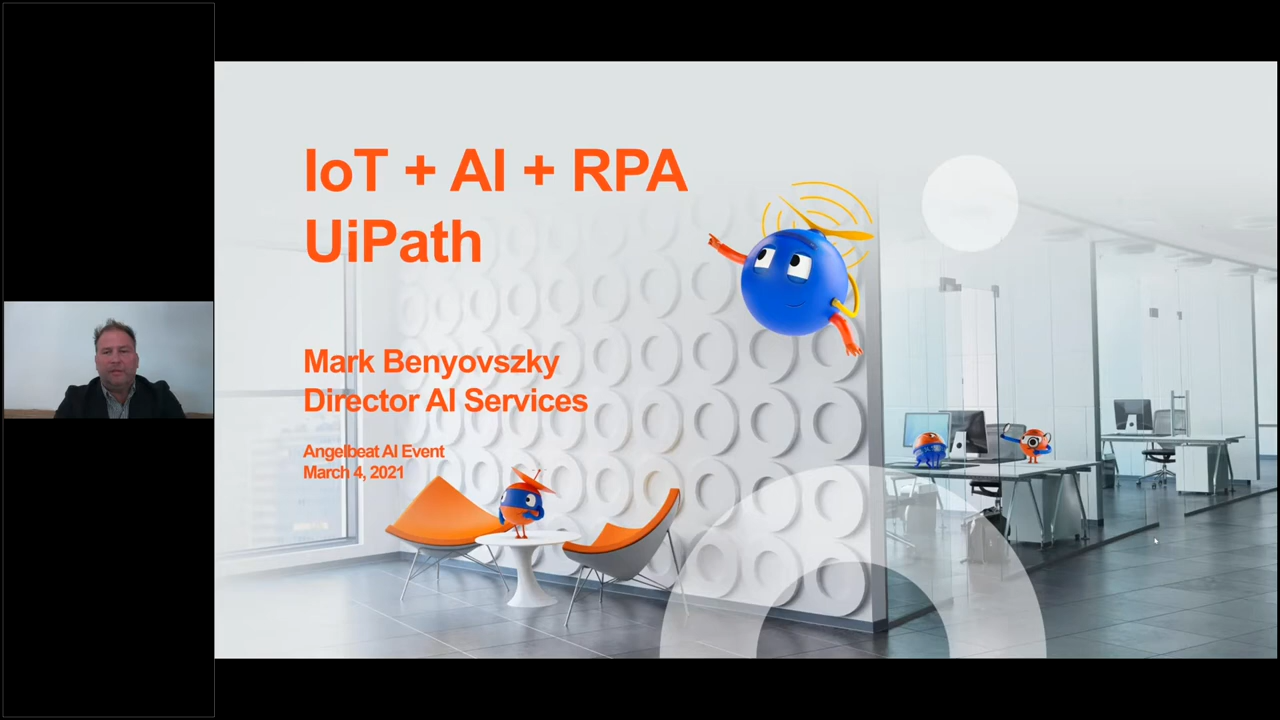 IoT + AI + RPA
UiPath
Mark Benyovszky
Director AI Services
Angelbeat AI Event
March 4, 2021